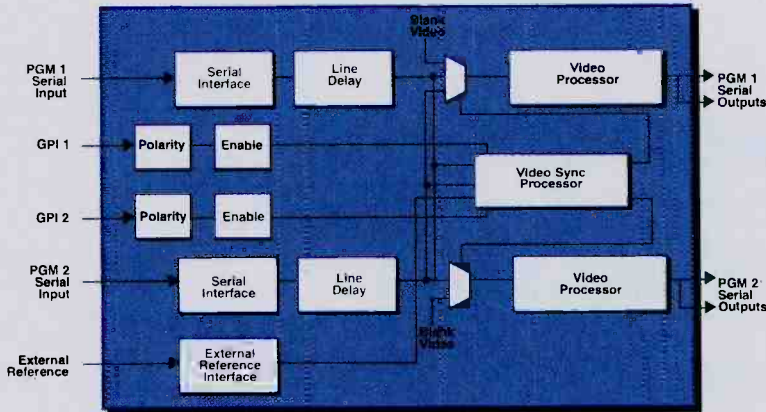 Blank
Video
PGM 1
Serial
Input
Serial
Interface
Line
Delay
Video
Processor
PGM 1
Serial
Outputs
GPI 1
Polarity
Enable
Video Sync
Processor
GPI 2
Polarity
Enable
PGM 2
Serial
Input
Serial
Interface
Line
Delay
Video
Processor
PGM 2
Serial
Outputs
Blank
Video
External
Reference
External
Reference
Interface